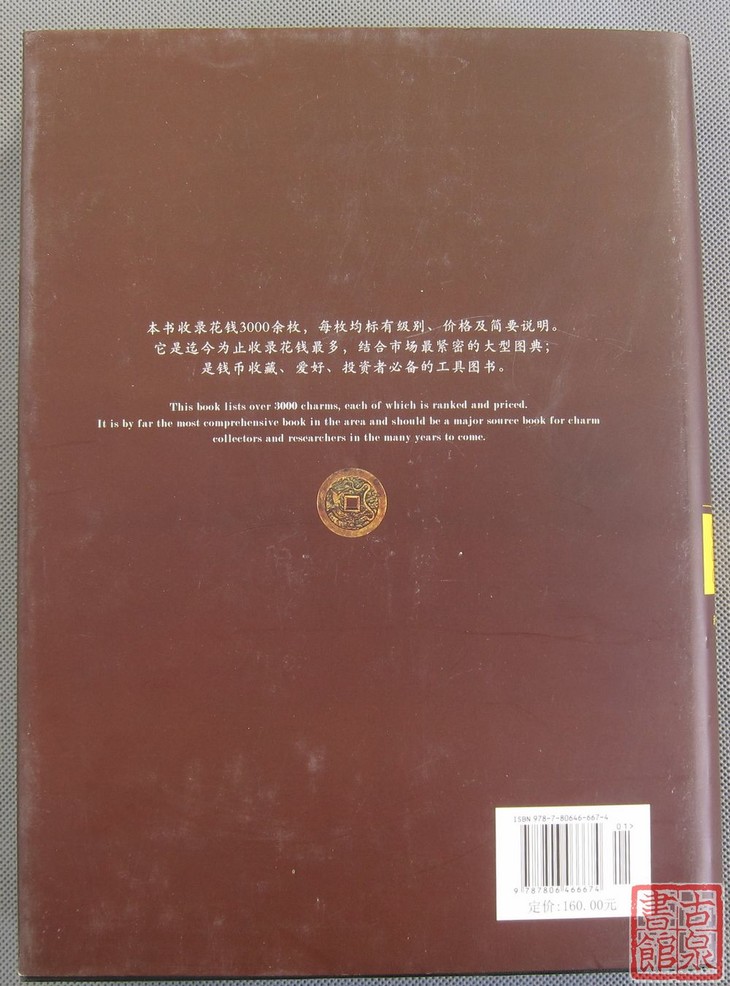 本书收录花钱3000余枚，每枚均标有级别、价格及简要说明。
它是迄今为止收录花钱最多，结合市场最紧密的大型图典；
是钱币收藏、爱好、投资者必备的工具图书。
This book lists over 3000 charms, each of which is ranked and priced.
It is by far the most comprehensive book in the area and should be a major source book for charm
collectors and researchers in the many years to come.
ISBN 978-7-80646-667-4
01>
9 787806 466674
定价:160.00元
古泉
書館